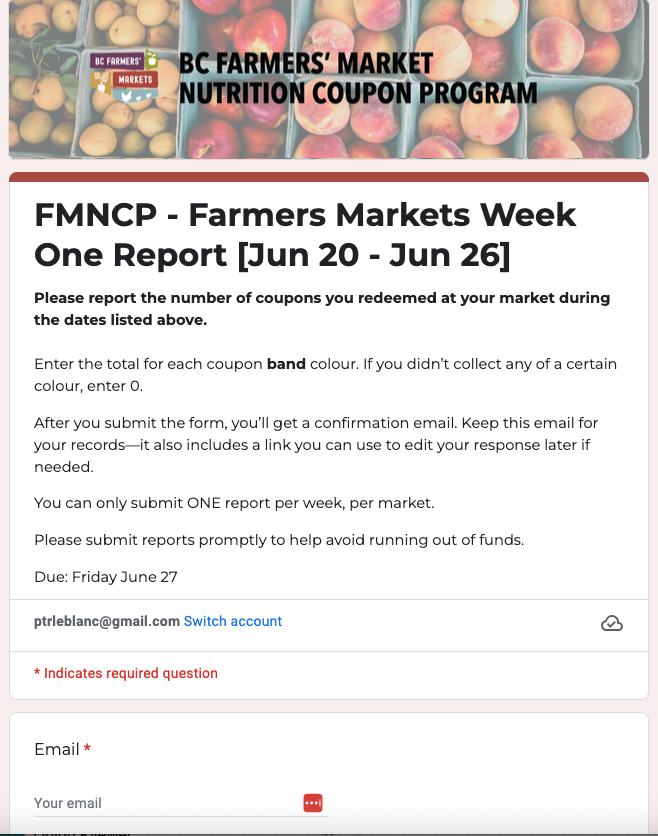 BC FARMERS'
MARKETS
BC FARMERS' MARKET
NUTRITION COUPON PROGRAM
FMNCP - Farmers Markets Week
One Report [Jun 20 - Jun 26]
Please report the number of coupons you redeemed at your market during
the dates listed above.
Enter the total for each coupon band colour. If you didn't collect any of a certain
colour, enter 0.
After you submit the form, you'll get a confirmation email. Keep this email for
your records—it also includes a link you can use to edit your response later if
needed.
You can only submit ONE report per week, per market.
Please submit reports promptly to help avoid running out of funds.
Due: Friday June 27
ptrleblanc@gmail.com Switch account
* Indicates required question
Email *
Your email